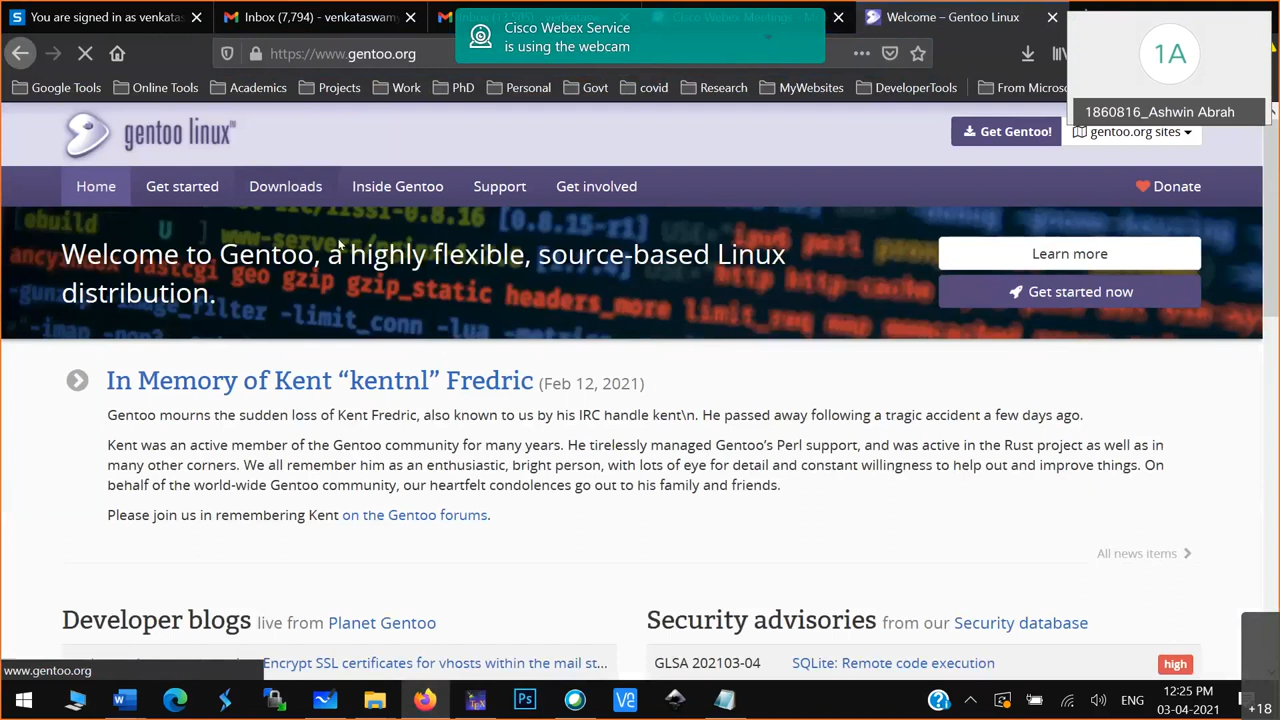 You are signed in as venkatas
Inbox (7,794) - venkataswamy
Cisco Webex Meetings
Welcome – Gentoo Linux
Cisco Webex Service
is using the webcam
1A
1860816_Ashwin Abrah
https://www.gentoo.org
Google Tools
Online Tools
Academics
Projects
Work
PhD
Personal
Govt
covid
Research
MyWebsites
DeveloperTools
From Mo
gentoo linux™
Get Gentoo!
gentoo.org sites
Home
Get started
Downloads
Inside Gentoo
Support
Get involved
Donate
Welcome to Gentoo, a highly flexible, source-based Linux
distribution.
Learn more
Get started now
In Memory of Kent “kentnl” Fredric (Feb 12, 2021)
Gentoo mourns the sudden loss of Kent Fredric, also known to us by his IRC handle kent\n. He passed away following a tragic accident a few days ago.
Kent was an active member of the Gentoo community for many years. He tirelessly managed Gentoo’s Perl support, and was active in the Rust project as well as in
many other corners. We all remember him as an enthusiastic, bright person, with lots of eye for detail and constant willingness to help out and improve things. On
behalf of the world-wide Gentoo community, our heartfelt condolences go out to his family and friends.
Please join us in remembering Kent on the Gentoo forums.
All news items
Developer blogs live from Planet Gentoo
Security advisories from our Security database
Encrypt SSL certificates for vhosts within the mail st...
GLSA 202103-04 SQLite: Remote code execution high
www.gentoo.org
ENG
12:25 PM
03-04-2021
+18